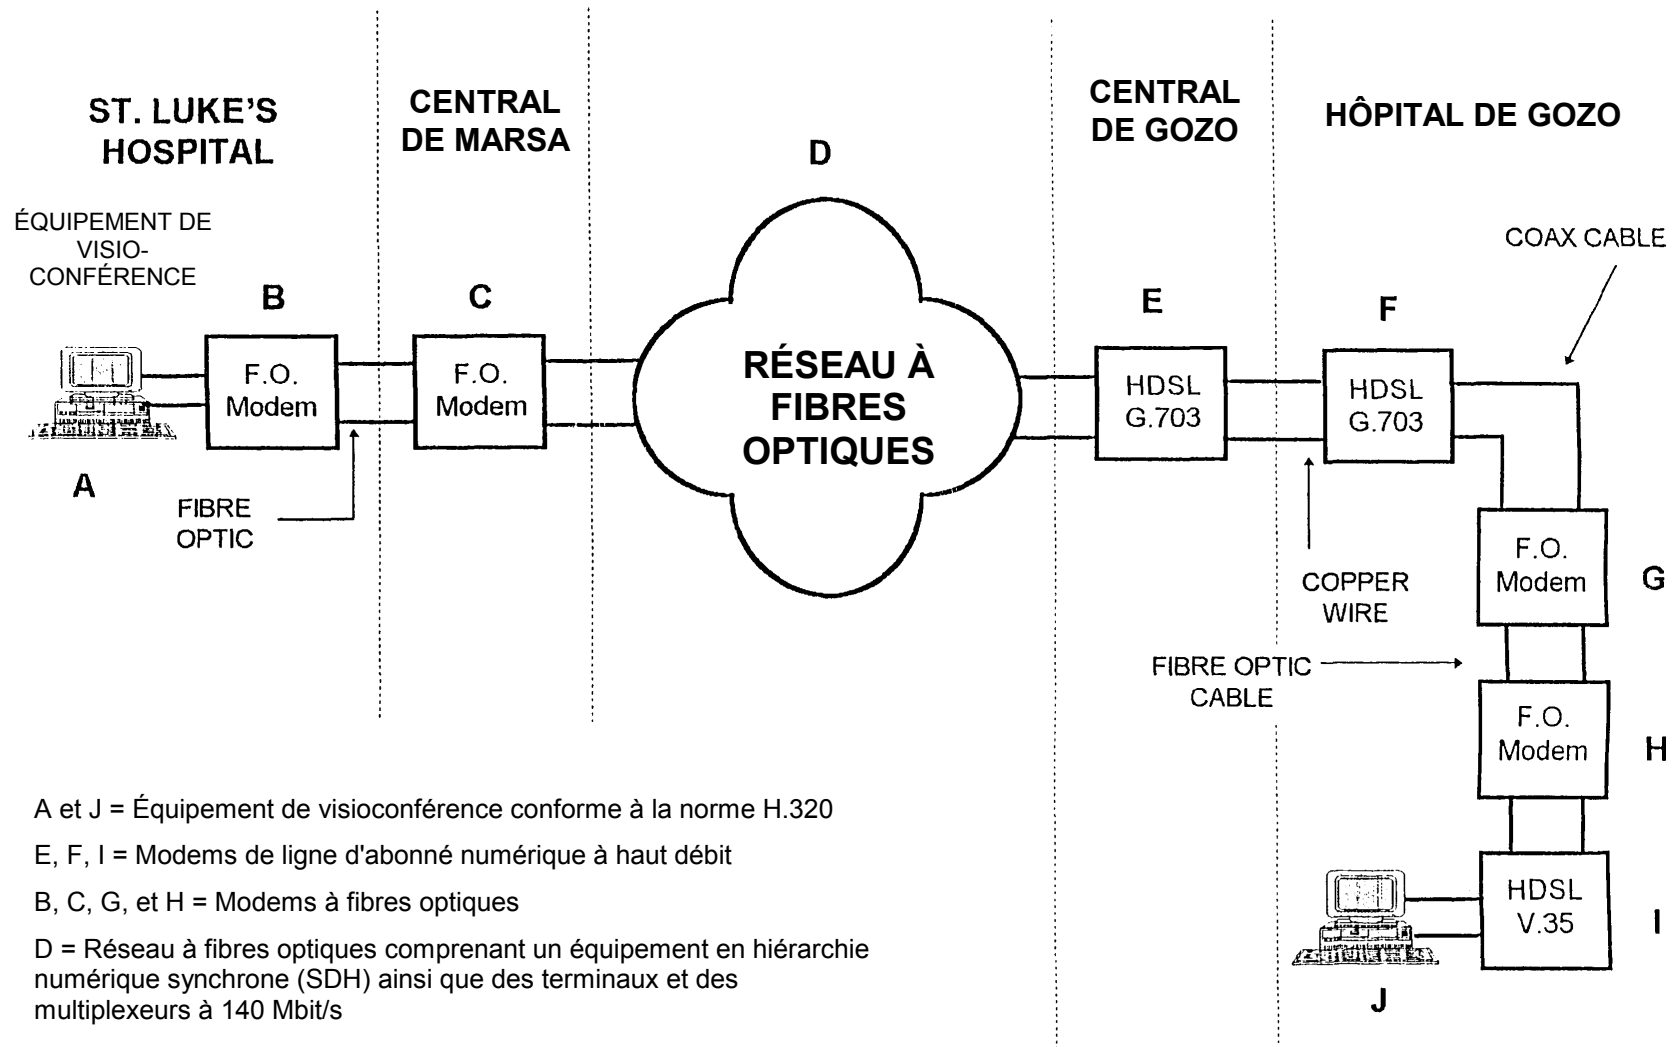 ST. LUKE'S
HOSPITAL
CENTRAL
DE MARSA
D
CENTRAL
DE GOZO
HÔPITAL DE GOZO
ÉQUIPEMENT DE
VISIO-
CONFÉRENCE
COAX CABLE
B
C
E
F
F.O.
Modem
F.O.
Modem
RÉSEAU À
FIBRES
OPTIQUES
HDSL
G.703
HDSL
G.703
A
FIBRE
OPTIC
COPPER
WIRE
F.O.
Modem
G
FIBRE OPTIC
CABLE
F.O.
Modem
H
HDSL
V.35
I
J
A et J = Équipement de visioconférence conforme à la norme H.320
E, F, I = Modems de ligne d'abonné numérique à haut débit
B, C, G, et H = Modems à fibres optiques
D = Réseau à fibres optiques comprenant un équipement en hiérarchie
numérique synchrone (SDH) ainsi que des terminaux et des
multiplexeurs à 140 Mbit/s